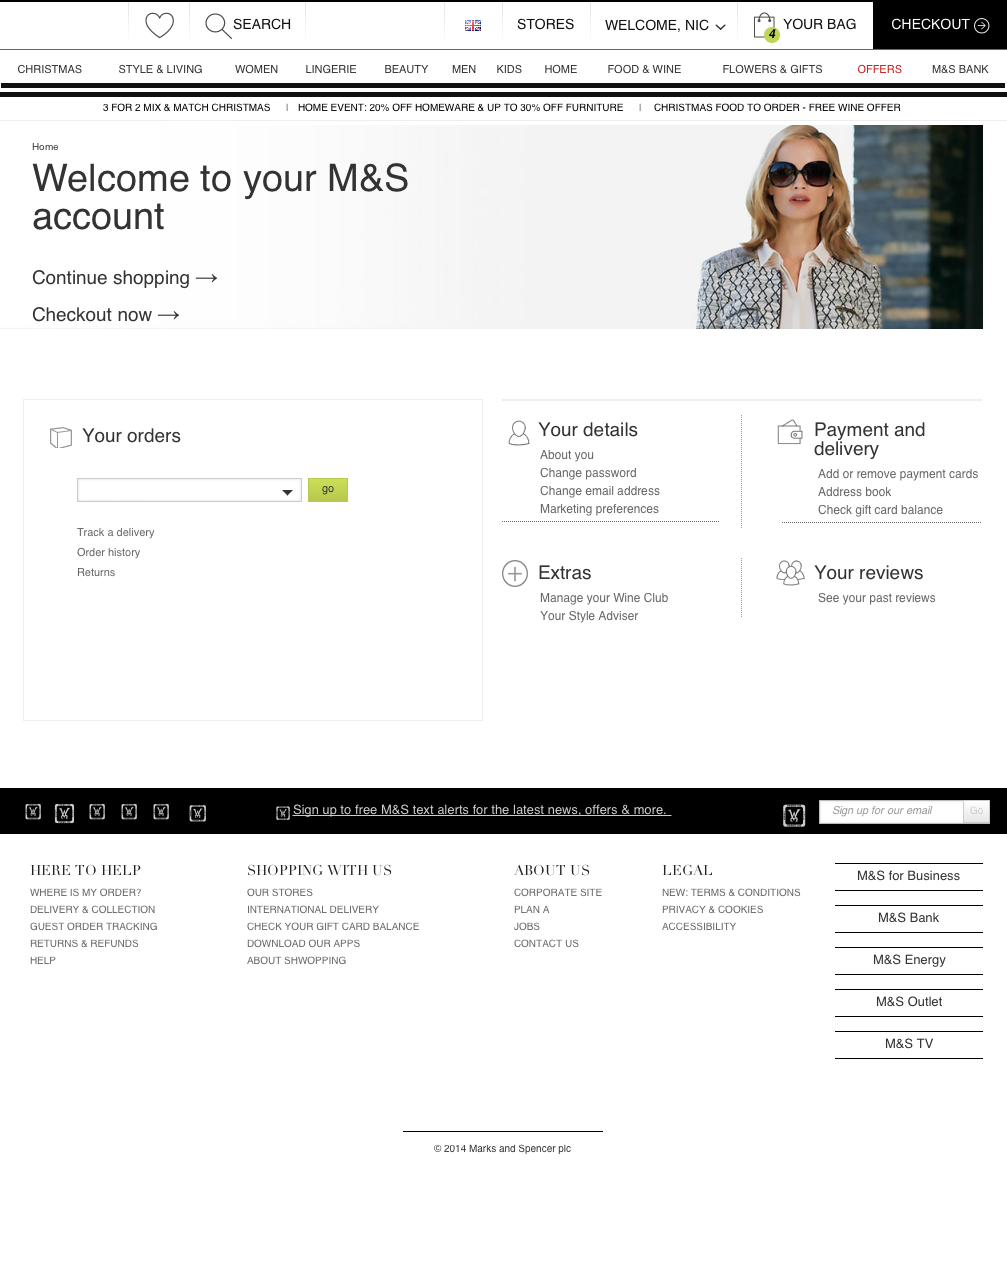 SEARCH
STORES
WELCOME, NIC
4
YOUR BAG
CHECKOUT
CHRISTMAS
STYLE & LIVING
WOMEN
LINGERIE
BEAUTY
MEN
KIDS
HOME
FOOD & WINE
FLOWERS & GIFTS
OFFERS
M&S BANK
3 FOR 2 MIX & MATCH CHRISTMAS | HOME EVENT: 20% OFF HOMEWARE & UP TO 30% OFF FURNITURE | CHRISTMAS FOOD TO ORDER - FREE WINE OFFER
Home
Welcome to your M&S
account
Continue shopping →
Checkout now →
Your orders
go
Track a delivery
Order history
Returns
Your details
About you
Change password
Change email address
Marketing preferences
Payment and
delivery
Add or remove payment cards
Address book
Check gift card balance
Extras
Manage your Wine Club
Your Style Adviser
Your reviews
See your past reviews
Sign up to free M&S text alerts for the latest news, offers & more.
Sign up for our email
Go
HERE TO HELP
WHERE IS MY ORDER?
DELIVERY & COLLECTION
GUEST ORDER TRACKING
RETURNS & REFUNDS
HELP
SHOPPING WITH US
OUR STORES
INTERNATIONAL DELIVERY
CHECK YOUR GIFT CARD BALANCE
DOWNLOAD OUR APPS
ABOUT SHWOPPING
ABOUT US
CORPORATE SITE
PLAN A
JOBS
CONTACT US
LEGAL
NEW: TERMS & CONDITIONS
PRIVACY & COOKIES
ACCESSIBILITY
M&S for Business
M&S Bank
M&S Energy
M&S Outlet
M&S TV
© 2014 Marks and Spencer plc